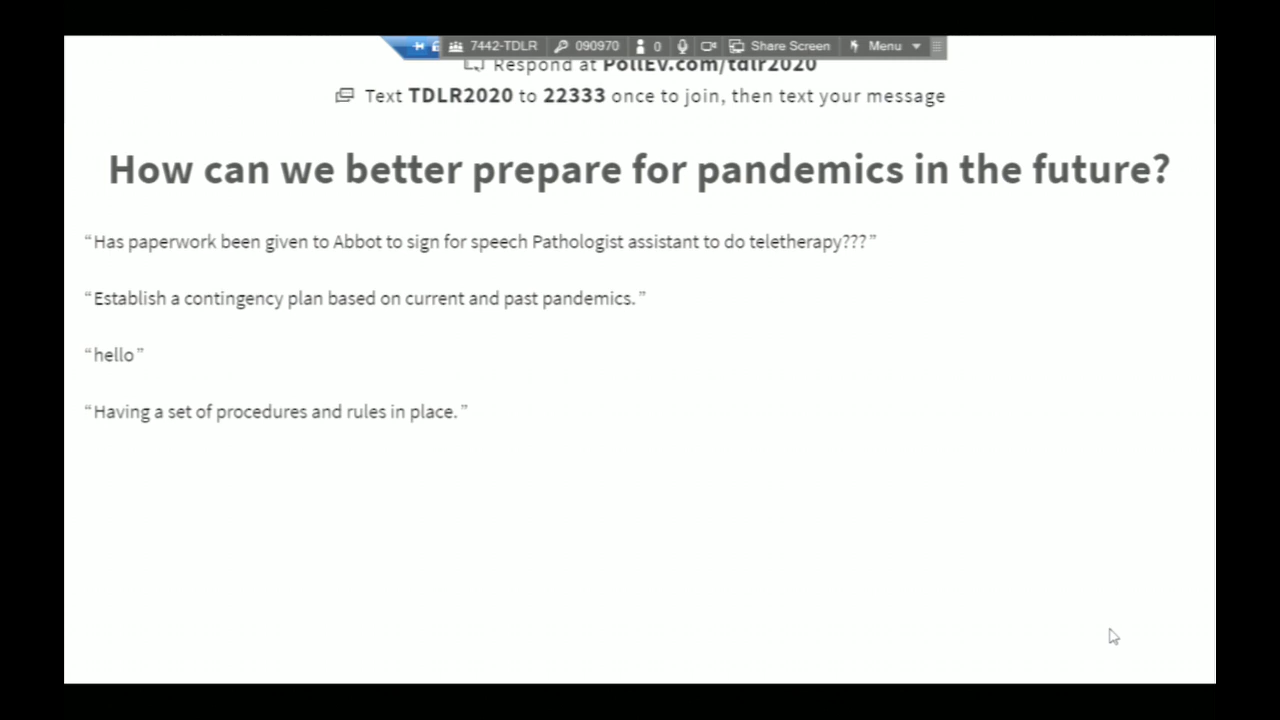 7442-TDLR 090970 0 Share Screen Menu
Respond at PollEv.com/tdlr2020
Text TDLR2020 to 22333 once to join, then text your message
How can we better prepare for pandemics in the future?
“Has paperwork been given to Abbot to sign for speech Pathologist assistant to do teletherapy???”
“Establish a contingency plan based on current and past pandemics.”
“hello”
“Having a set of procedures and rules in place.”